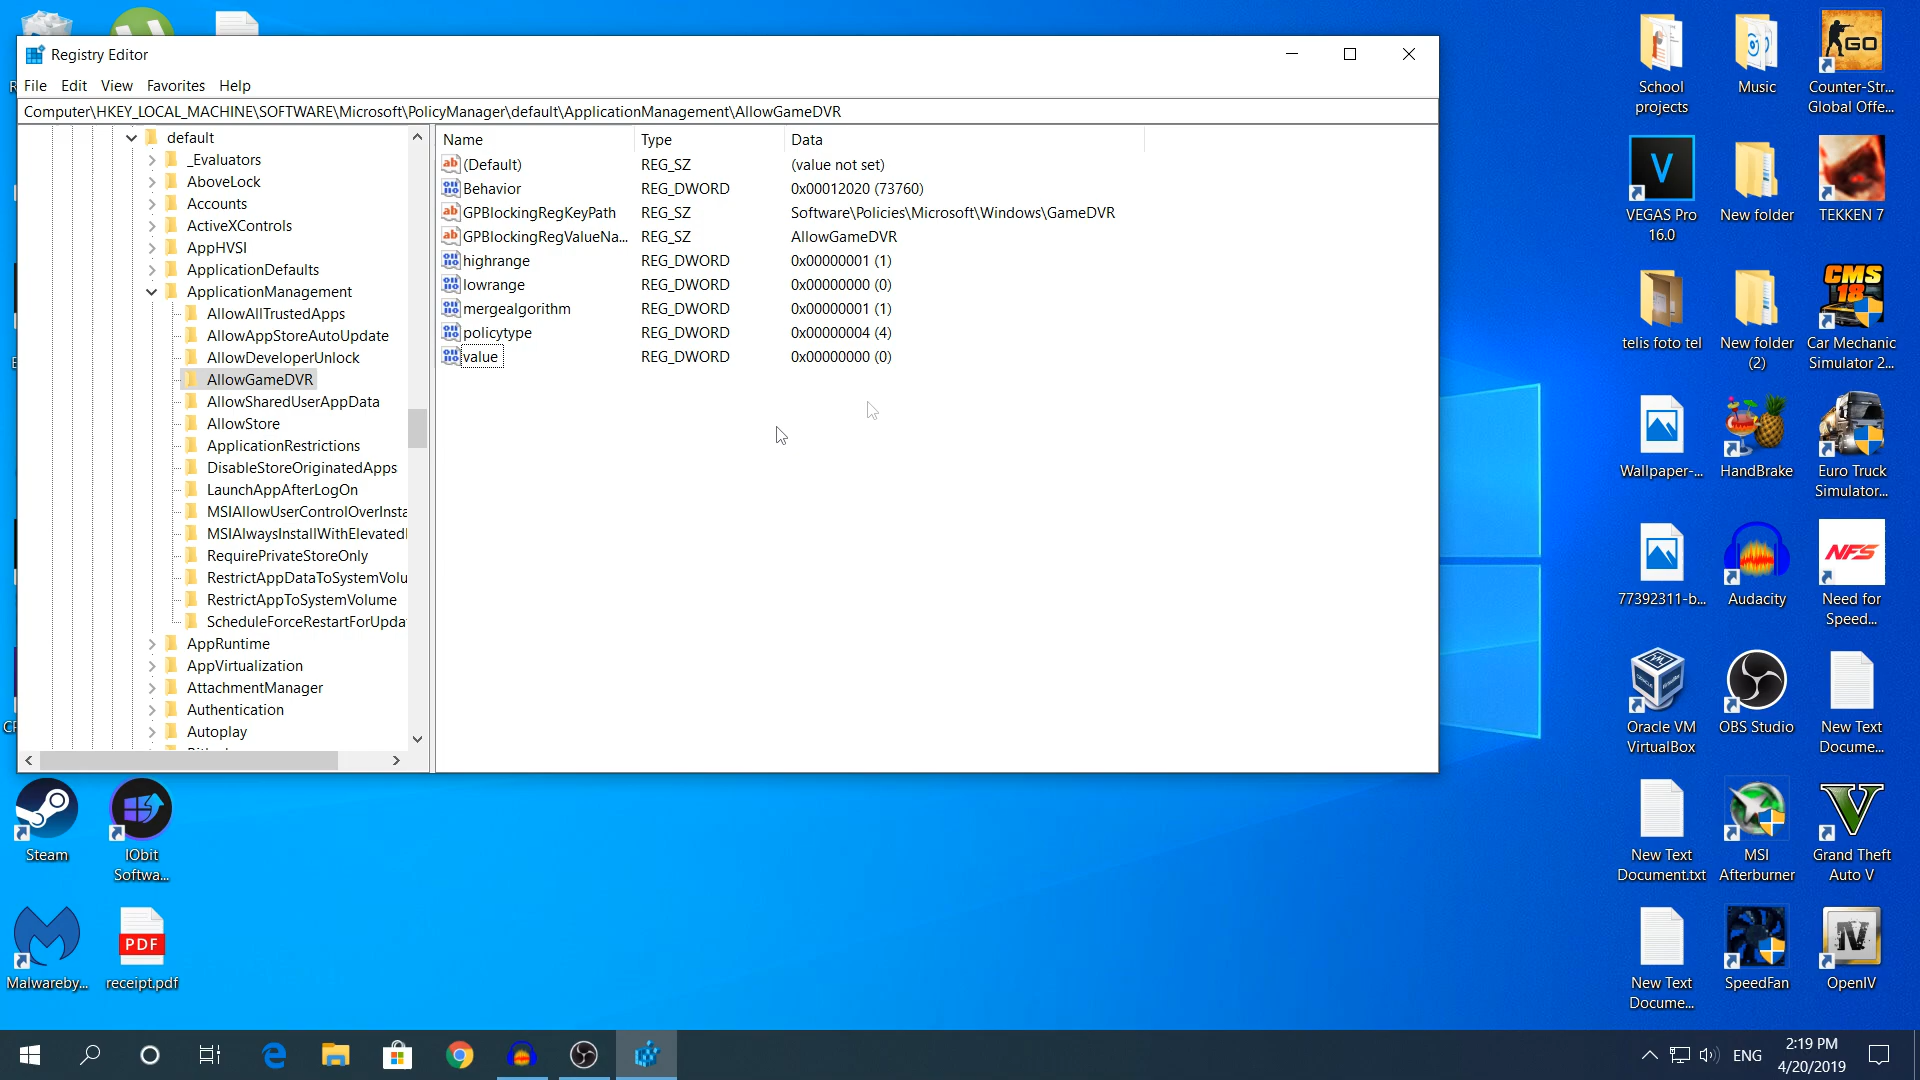 Registry Editor
File Edit View Favorites Help
Computer\HKEY_LOCAL_MACHINE\SOFTWARE\Microsoft\PolicyManager\default\ApplicationManagement\AllowGameDVR
default
_Evaluators
AboveLock
Accounts
ActiveXControls
AppHVSI
ApplicationDefaults
ApplicationManagement
AllowAllTrustedApps
AllowAppStoreAutoUpdate
AllowDeveloperUnlock
AllowGameDVR
AllowSharedUserAppData
AllowStore
ApplicationRestrictions
DisableStoreOriginatedApps
LaunchAppAfterLogOn
MSIAllowUserControlOverInsta
MSIAlwaysInstallWithElevatedI
RequirePrivateStoreOnly
RestrictAppDataToSystemVolu
RestrictAppToSystemVolume
ScheduleForceRestartForUpda
AppRuntime
AppVirtualization
AttachmentManager
Authentication
Autoplay
Name Type Data
(Default) REG_SZ (value not set)
Behavior REG_DWORD 0x00012020 (73760)
GPBlockingRegKeyPath REG_SZ Software\Policies\Microsoft\Windows\GameDVR
GPBlockingRegValueNa... REG_SZ AllowGameDVR
highrange REG_DWORD 0x00000001 (1)
lowrange REG_DWORD 0x00000000 (0)
mergealgorithm REG_DWORD 0x00000001 (1)
policytype REG_DWORD 0x00000004 (4)
value REG_DWORD 0x00000000 (0)
School projects
Music
GO
Counter-Str... Global Offe...
V
VEGAS Pro 16.0
New folder
TEKKEN 7
telis foto tel
New folder (2)
CMS 18
Car Mechanic Simulator 2...
Wallpaper-...
HandBrake
Euro Truck Simulator...
77392311-b...
Audacity
NFS
Need for Speed...
Oracle VM VirtualBox
OBS Studio
New Text Docume...
New Text Document.txt
MSI Afterburner
V
Grand Theft Auto V
New Text Docume...
SpeedFan
IV
OpenIV
Steam
IObit Softwa...
Malwareby...
PDF
receipt.pdf
ENG
2:19 PM
4/20/2019